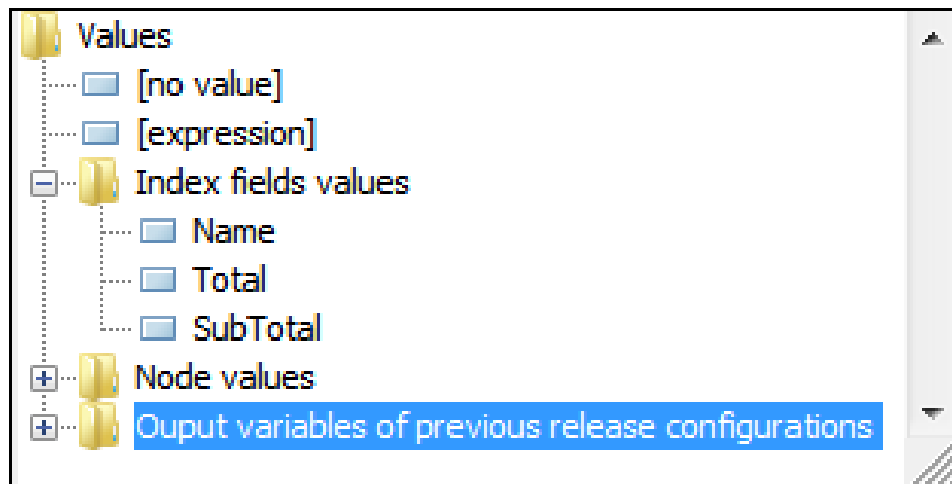 Values
[no value]
[expression]
Index fields values
Name
Total
SubTotal
Node values
Ouput variables of previous release configurations